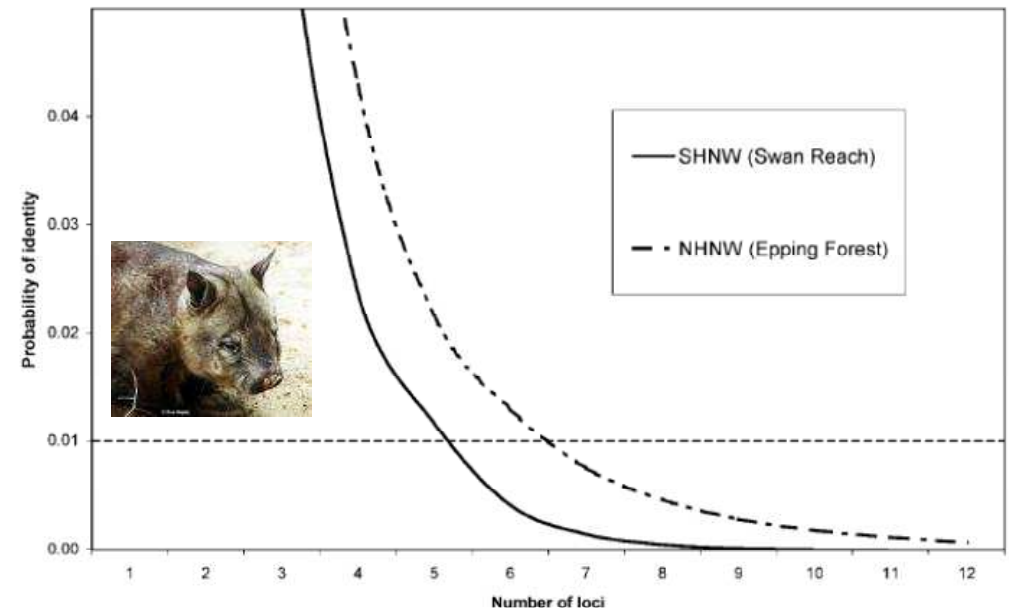 0.04
0.03
0.02
0.01
0.00
Probability of identity
SHNW (Swan Reach)
NHNW (Epping Forest)
1 2 3 4 5 6 7 8 9 10 11 12
Number of loci